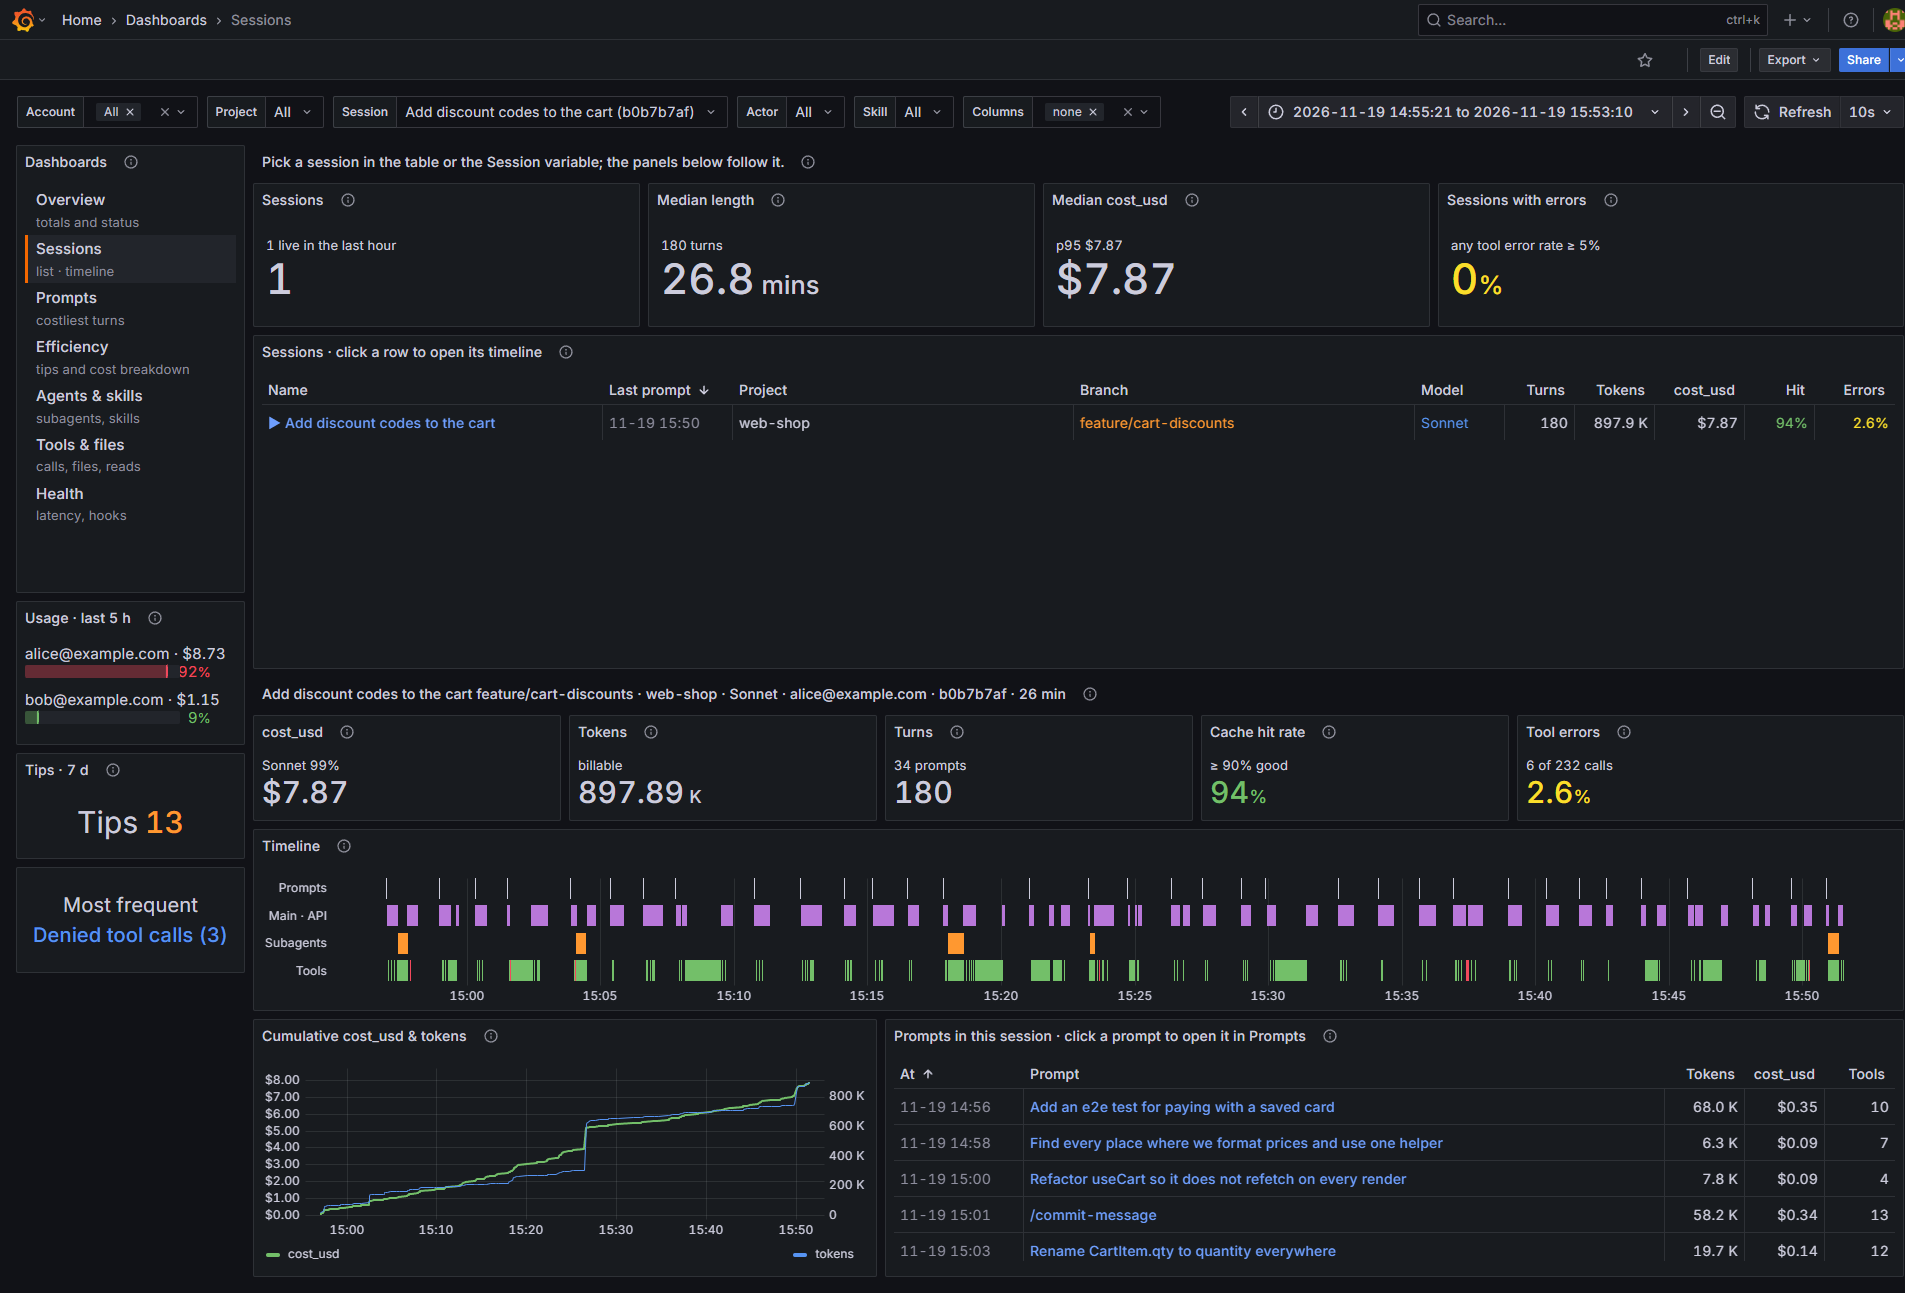 Home › Dashboards › Sessions
Search... ctrl+k
Edit Export Share
Account All Project All Session Add discount codes to the cart (b0b7b7af) Actor All Skill All Columns none 2026-11-19 14:55:21 to 2026-11-19 15:53:10 Refresh 10s
Dashboards
Overview
totals and status
Sessions
list · timeline
Prompts
costliest turns
Efficiency
tips and cost breakdown
Agents & skills
subagents, skills
Tools & files
calls, files, reads
Health
latency, hooks
Usage · last 5 h
alice@example.com · $8.73
92%
bob@example.com · $1.15
9%
Tips · 7 d
Tips 13
Most frequent
Denied tool calls (3)
Pick a session in the table or the Session variable; the panels below follow it.
Sessions
1 live in the last hour
1
Median length
180 turns
26.8 mins
Median cost_usd
p95 $7.87
$7.87
Sessions with errors
any tool error rate ≥ 5%
0%
Sessions · click a row to open its timeline
Name Last prompt ↓ Project Branch Model Turns Tokens cost_usd Hit Errors
▶ Add discount codes to the cart 11-19 15:50 web-shop feature/cart-discounts Sonnet 180 897.9 K $7.87 94% 2.6%
Add discount codes to the cart feature/cart-discounts · web-shop · Sonnet · alice@example.com · b0b7b7af · 26 min
cost_usd
Sonnet 99%
$7.87
Tokens
billable
897.89 K
Turns
34 prompts
180
Cache hit rate
≥ 90% good
94%
Tool errors
6 of 232 calls
2.6%
Timeline
Prompts
Main · API
Subagents
Tools
15:00 15:05 15:10 15:15 15:20 15:25 15:30 15:35 15:40 15:45 15:50
Cumulative cost_usd & tokens
$8.00
$7.00
$6.00
$5.00
$4.00
$3.00
$2.00
$1.00
$0.00
800 K
600 K
400 K
200 K
0
15:00 15:10 15:20 15:30 15:40 15:50
cost_usd tokens
Prompts in this session · click a prompt to open it in Prompts
At ↑ Prompt Tokens cost_usd Tools
11-19 14:56 Add an e2e test for paying with a saved card 68.0 K $0.35 10
11-19 14:58 Find every place where we format prices and use one helper 6.3 K $0.09 7
11-19 15:00 Refactor useCart so it does not refetch on every render 7.8 K $0.09 4
11-19 15:01 /commit-message 58.2 K $0.34 13
11-19 15:03 Rename CartItem.qty to quantity everywhere 19.7 K $0.14 12